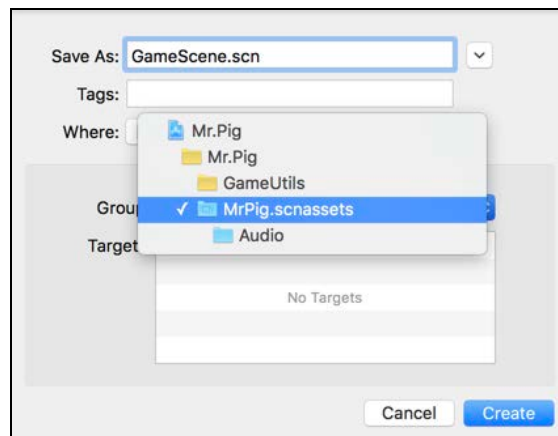 Save As: GameScene.scn
Tags:
Where:
Mr.Pig
Mr.Pig
GameUtils
Grou ✓ MrPig.scnassets
Audio
Target
No Targets
Cancel Create